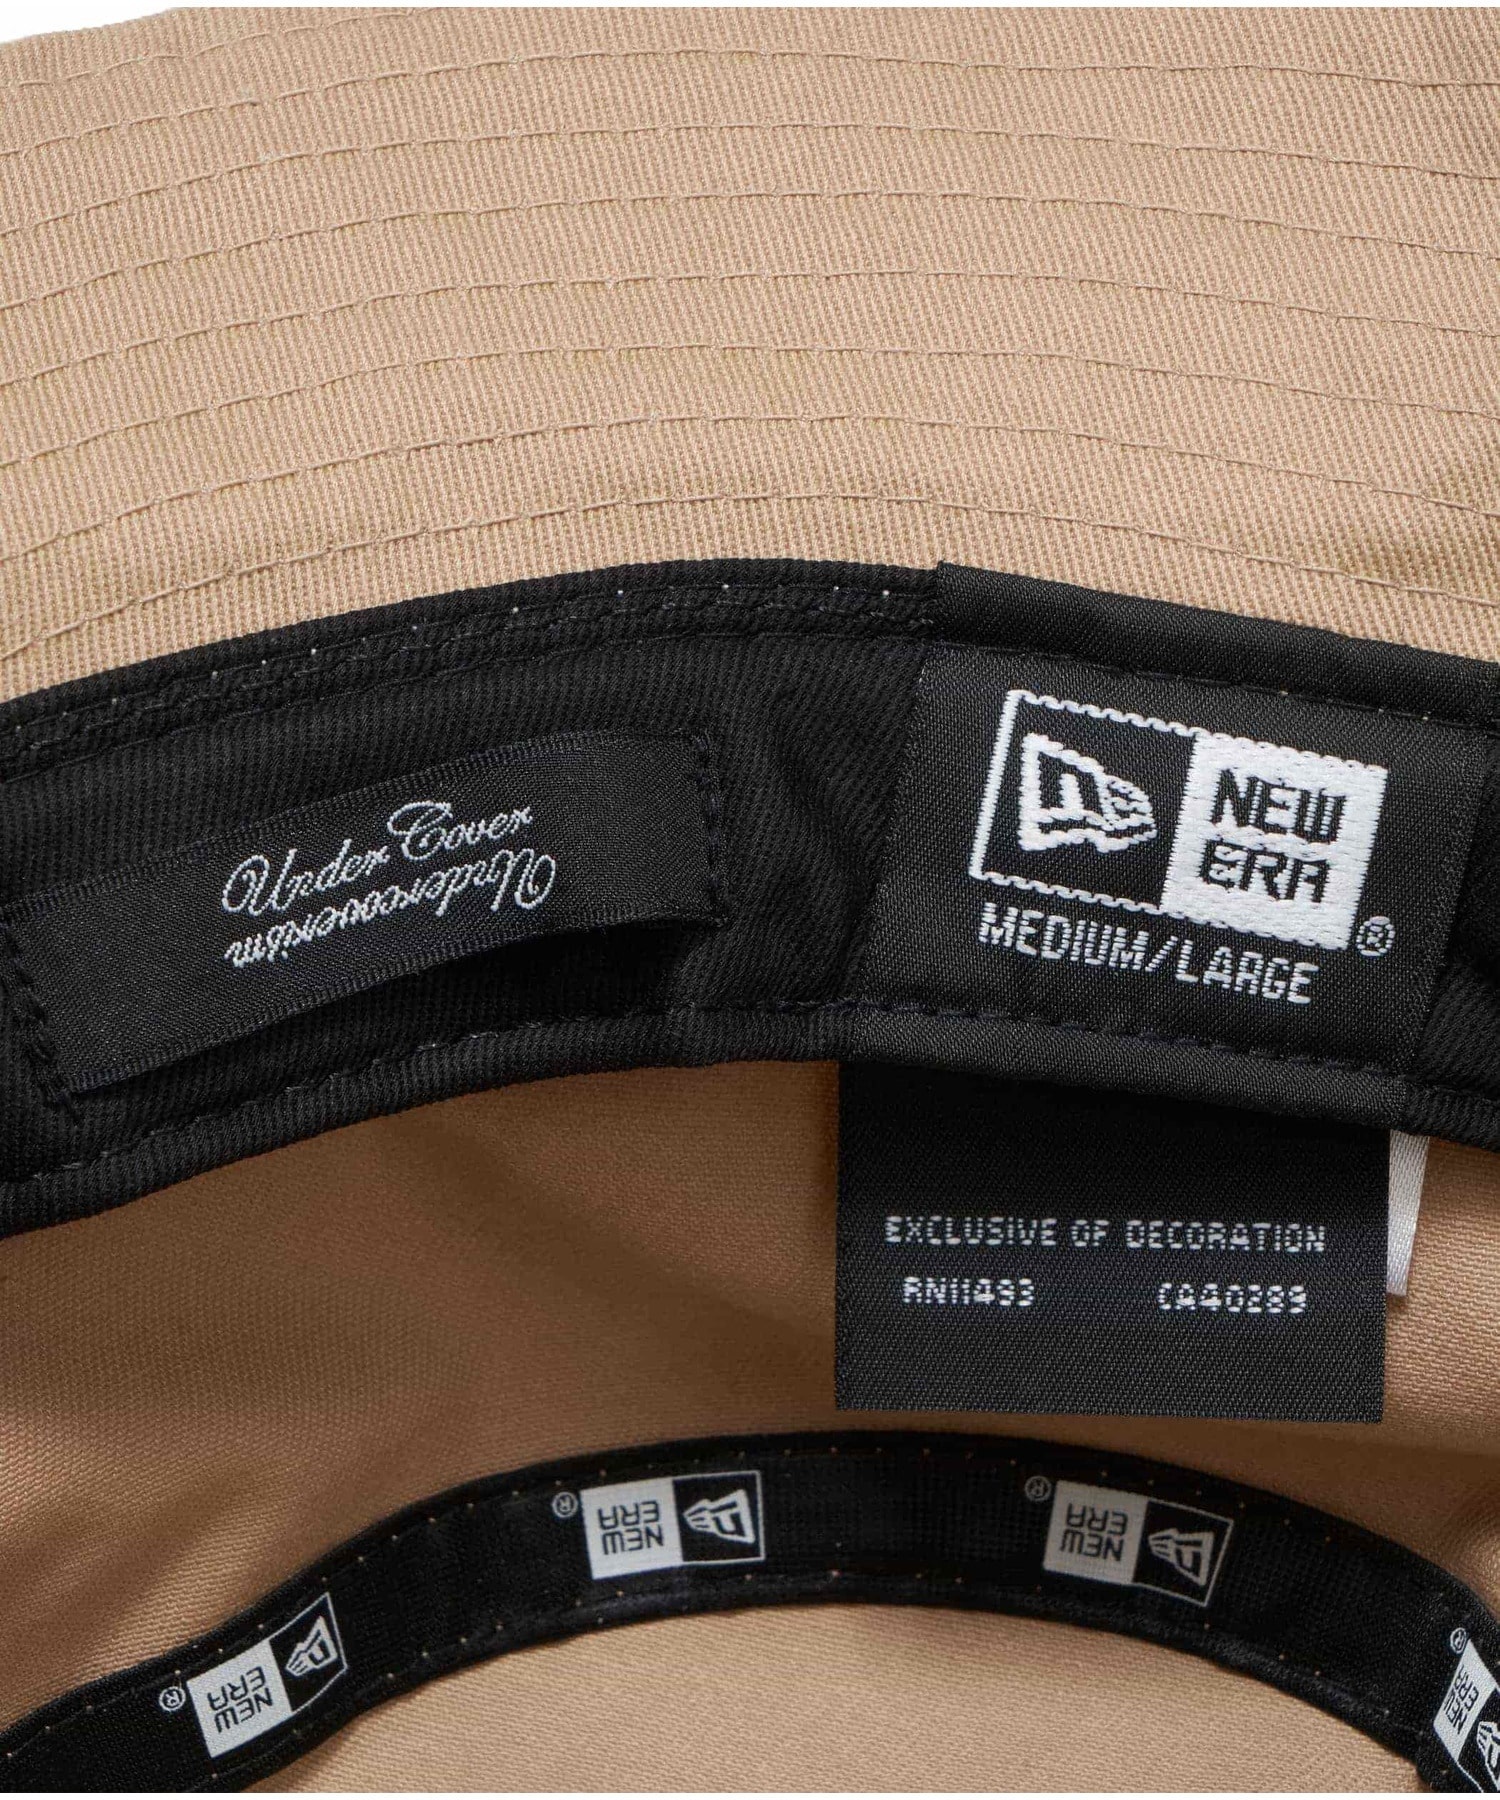 Under Cover
Undercoverism
NEW
ERA
®
MEDIUM/LARGE
EXCLUSIVE OF DECORATION
RN11493 CA40289
NEW
ERA
®
NEW
ERA
®
NEW
ERA
®
NEW
ERA
®